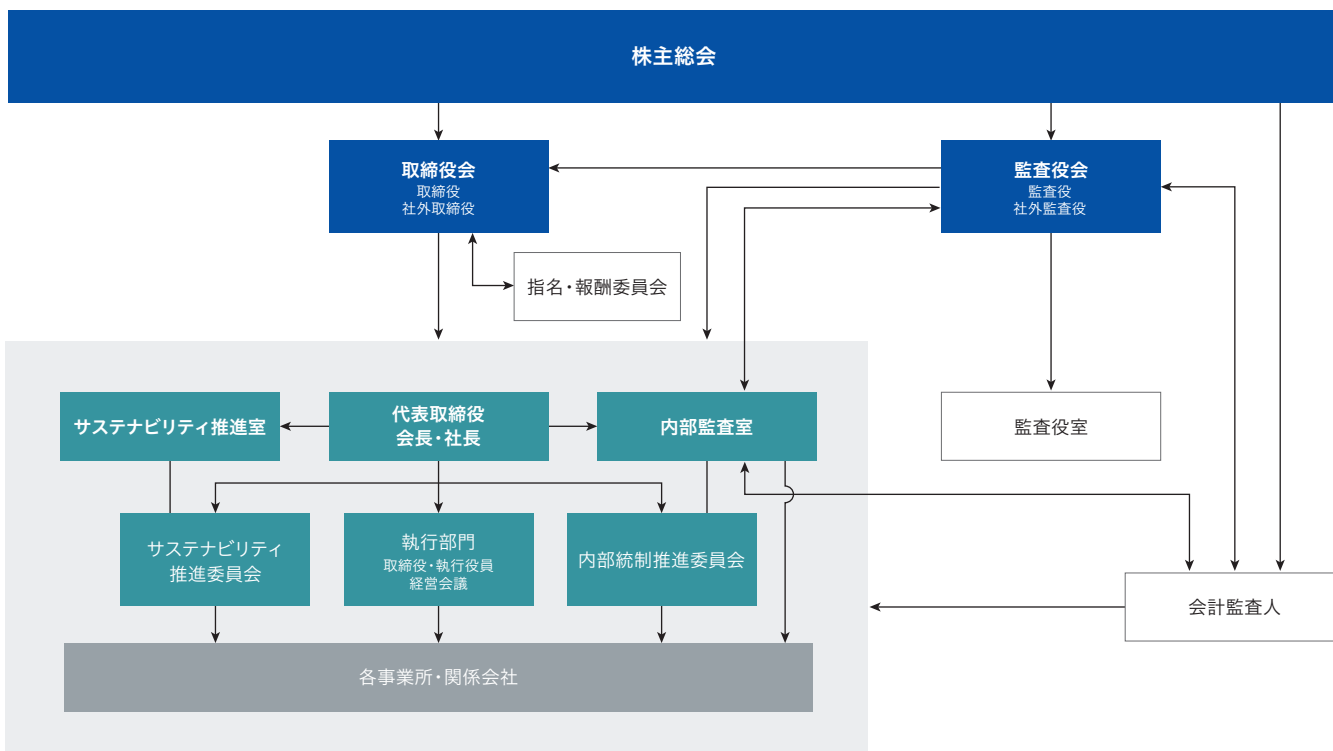 株主総会
取締役会
取締役
社外取締役
監査役会
監査役
社外監査役
指名・報酬委員会
サステナビリティ推進室
代表取締役
会長・社長
内部監査室
監査役室
サステナビリティ
推進委員会
執行部門
取締役・執行役員
経営会議
内部統制推進委員会
会計監査人
各事業所・関係会社